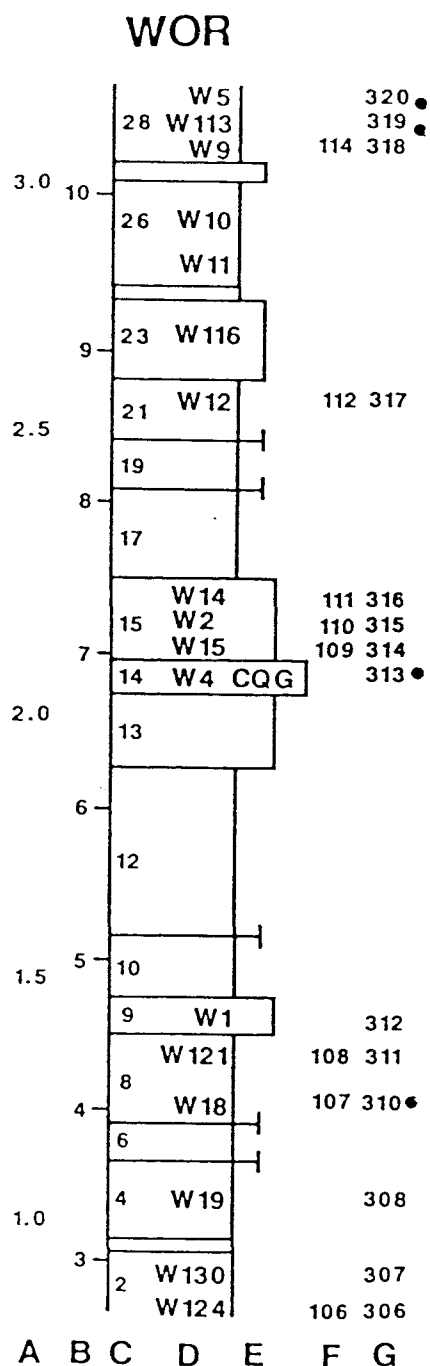 WOR
W5 320
28 W113 319
W9 114 318
3.0 10
26 W10
W11
23 W116
9
21 W12 112 317
2.5
19
8
17
W14 111 316
15 W2 110 315
7 W15 109 314
14 W4 CQG 313
2.0
13
6
12
5
1.5 10
9 W1 312
W121 108 311
8
4 W18 107 310
6
4 W19 308
1.0
3
2 W130 307
W124 106 306
A B C D E F G